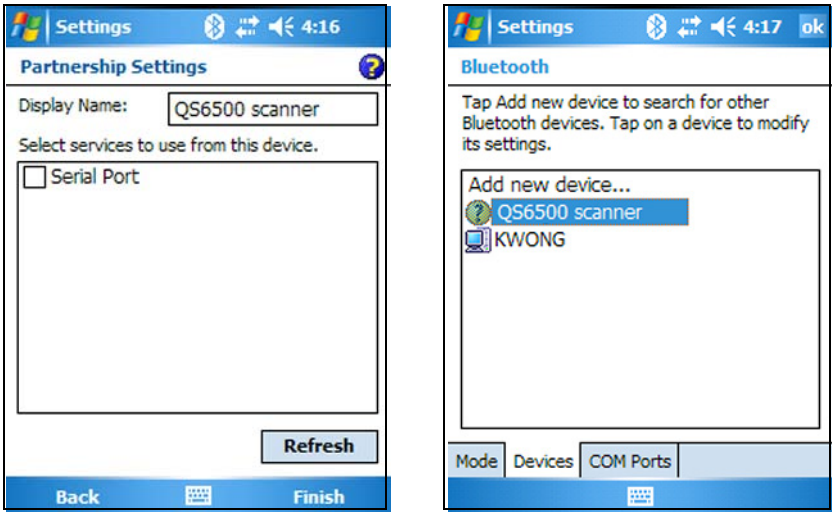 Settings 4:16
Partnership Settings
Display Name: QS6500 scanner
Select services to use from this device.
Serial Port
Refresh
Back Finish
Settings 4:17 ok
Bluetooth
Tap Add new device to search for other
Bluetooth devices. Tap on a device to modify
its settings.
Add new device...
QS6500 scanner
KWONG
Mode Devices COM Ports